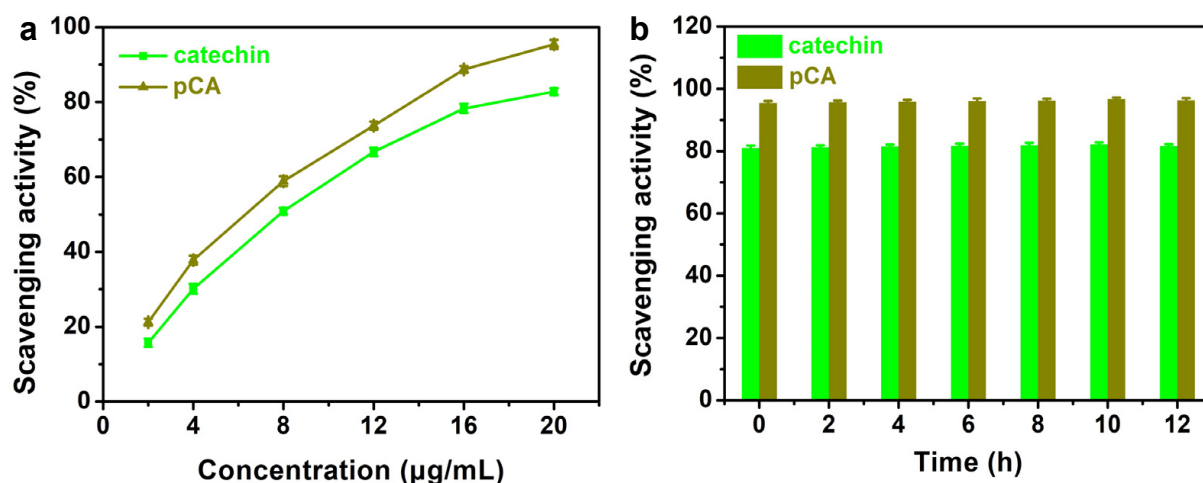 a
catechin
pCA
Scavenging activity (%)
100
80
60
40
20
0
0 4 8 12 16 20
Concentration (µg/mL)
b
catechin
pCA
Scavenging activity (%)
120
100
80
60
40
20
0
0 2 4 6 8 10 12
Time (h)